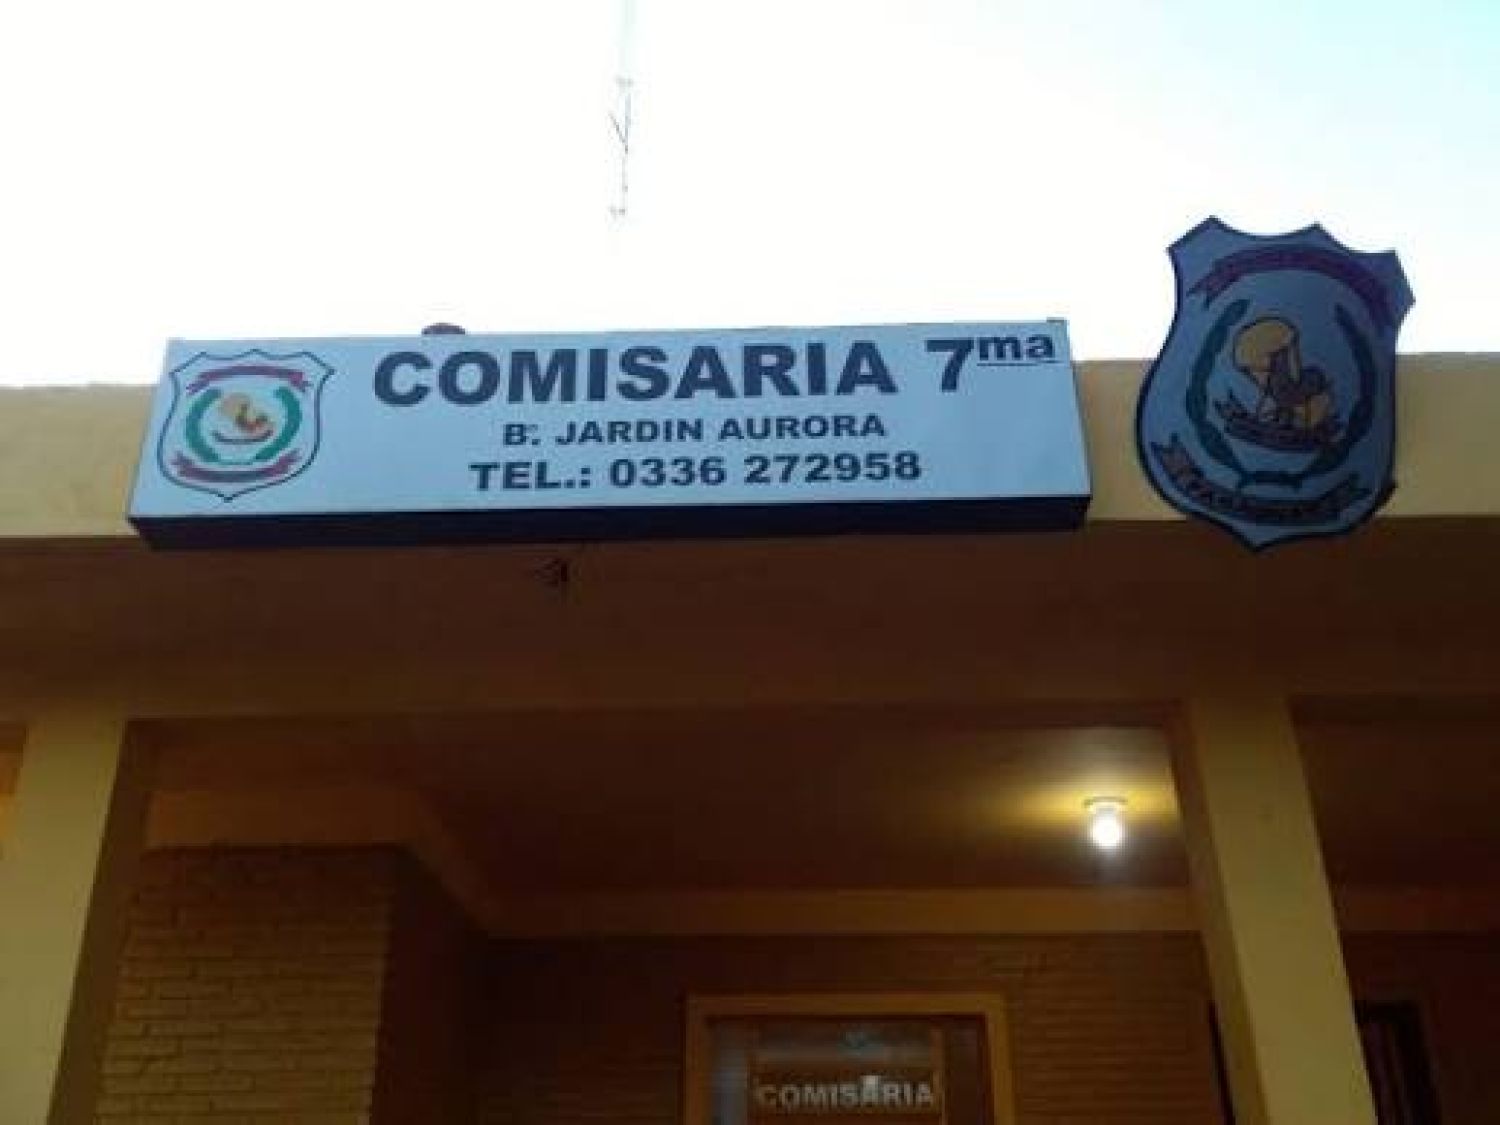 COMISARIA 7ma
B°. JARDIN AURORA
TEL.: 0336 272958
COMISARIA